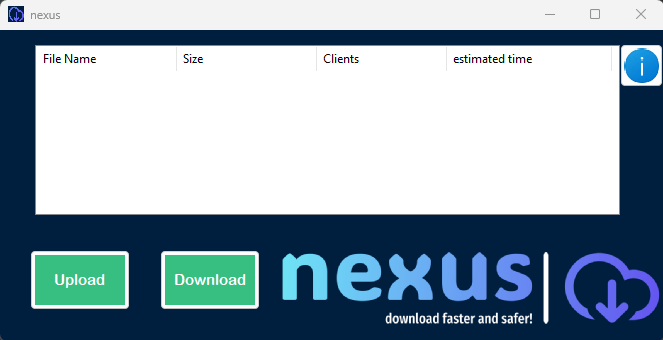 nexus
File Name Size Clients estimated time
i
Upload Download
nexus
download faster and safer!